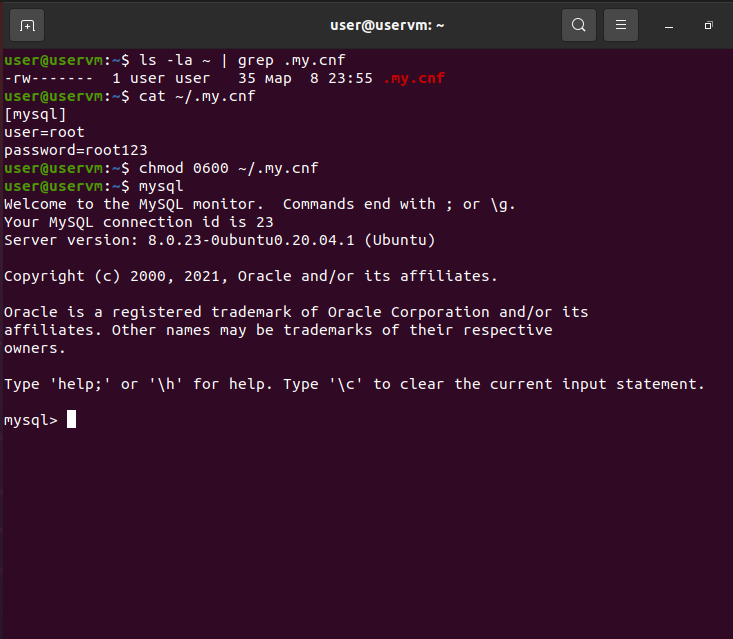 user@uservm: ~
user@uservm:~$ ls -la ~ | grep .my.cnf
-rw-------  1 user user   35 мар  8 23:55 .my.cnf
user@uservm:~$ cat ~/.my.cnf
[mysql]
user=root
password=root123
user@uservm:~$ chmod 0600 ~/.my.cnf
user@uservm:~$ mysql
Welcome to the MySQL monitor.  Commands end with ; or \g.
Your MySQL connection id is 23
Server version: 8.0.23-0ubuntu0.20.04.1 (Ubuntu)

Copyright (c) 2000, 2021, Oracle and/or its affiliates.

Oracle is a registered trademark of Oracle Corporation and/or its
affiliates. Other names may be trademarks of their respective
owners.

Type 'help;' or '\h' for help. Type '\c' to clear the current input statement.

mysql>